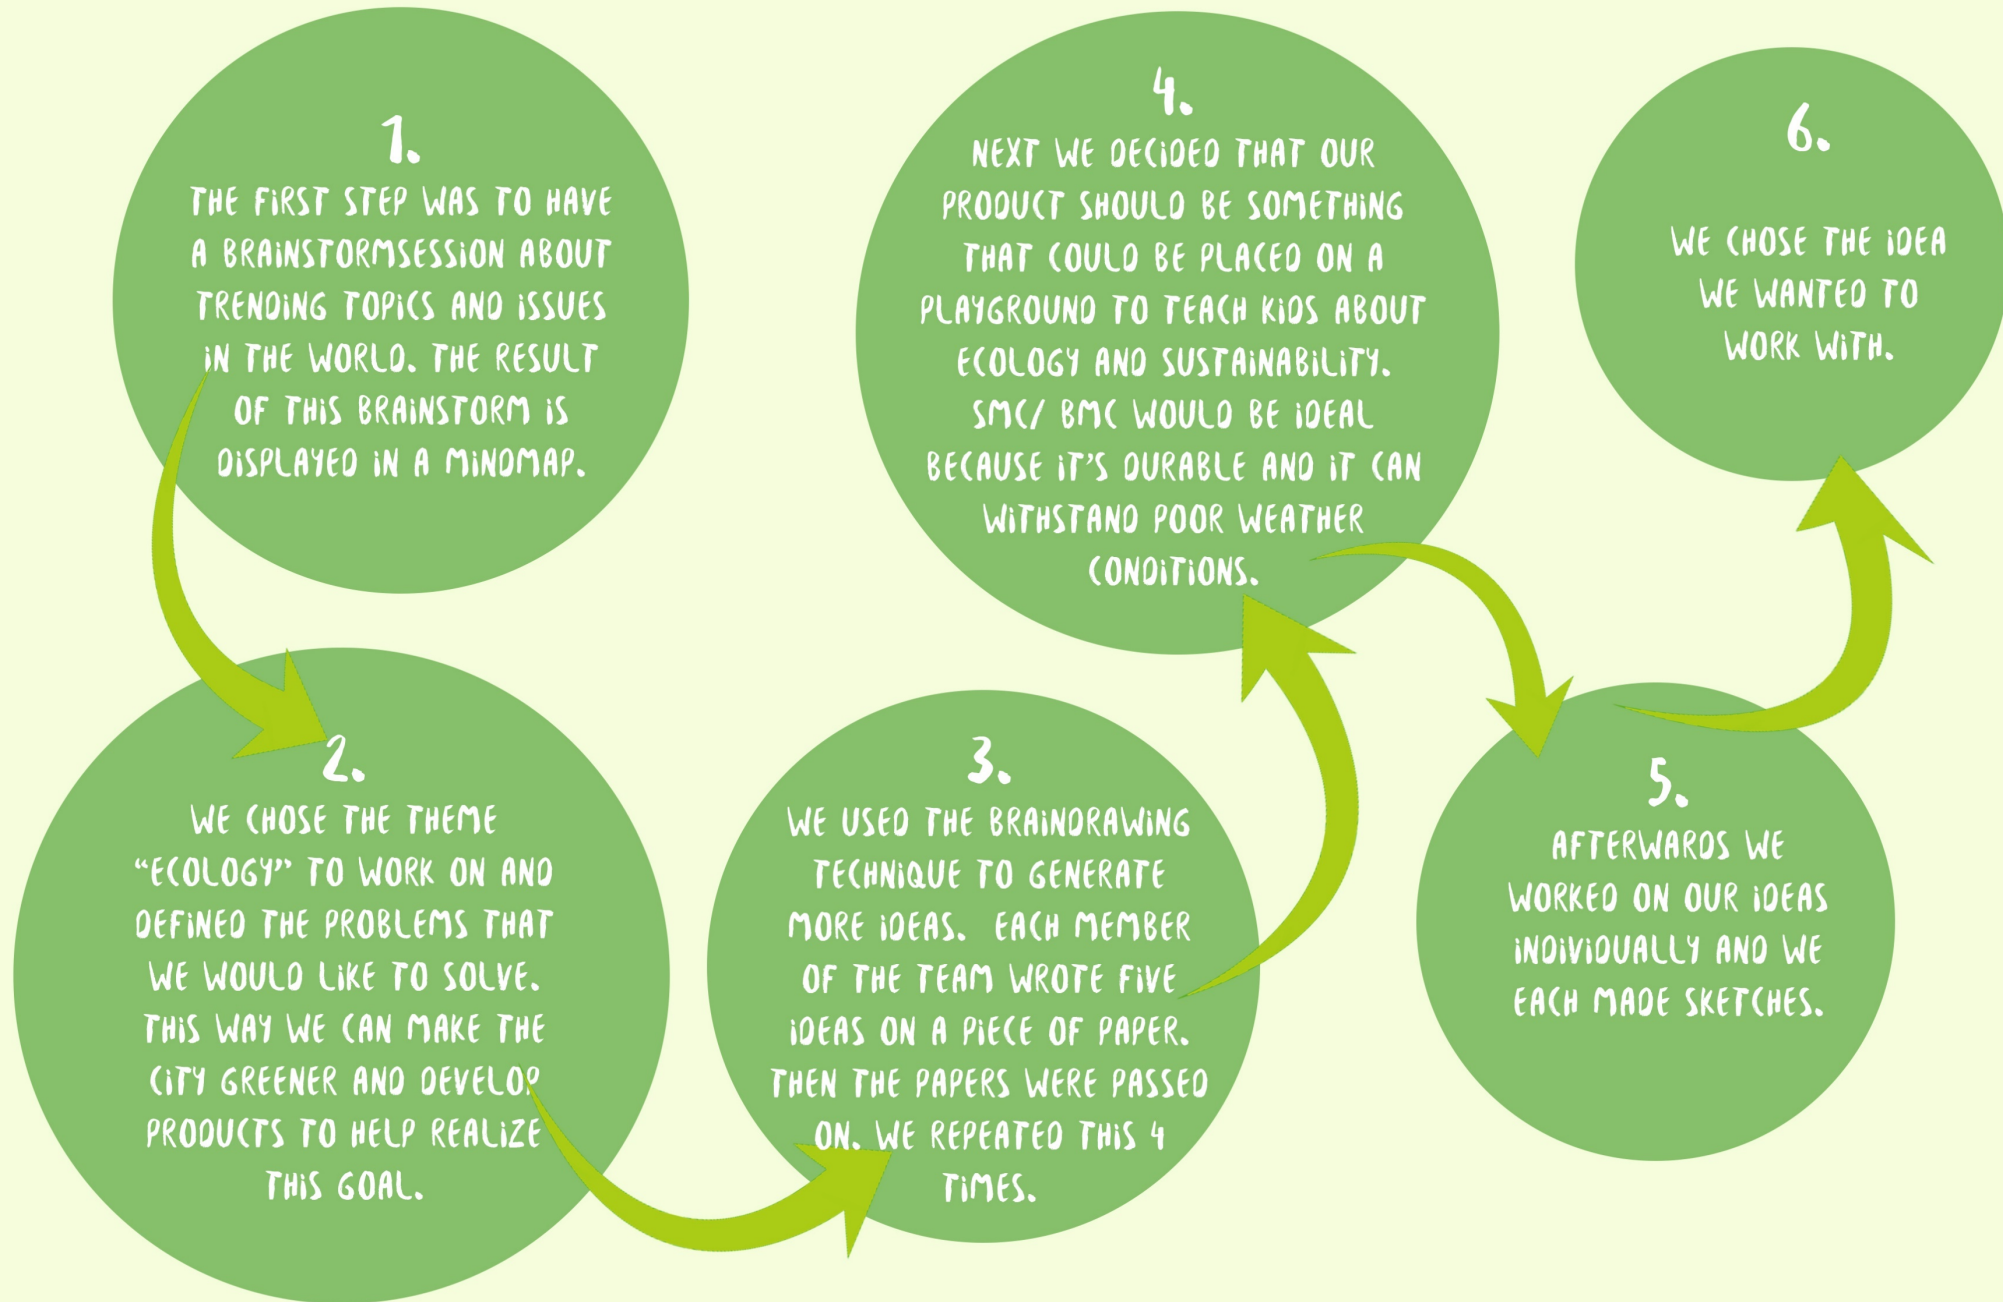 1.
THE FIRST STEP WAS TO HAVE
A BRAINSTORMSESSION ABOUT
TRENDING TOPICS AND ISSUES
IN THE WORLD. THE RESULT
OF THIS BRAINSTORM IS
DISPLAYED IN A MINDMAP.
2.
WE CHOSE THE THEME
“ECOLOGY” TO WORK ON AND
DEFINED THE PROBLEMS THAT
WE WOULD LIKE TO SOLVE.
THIS WAY WE CAN MAKE THE
CITY GREENER AND DEVELOP
PRODUCTS TO HELP REALIZE
THIS GOAL.
3.
WE USED THE BRAINDRAWING
TECHNIQUE TO GENERATE
MORE IDEAS. EACH MEMBER
OF THE TEAM WROTE FIVE
IDEAS ON A PIECE OF PAPER.
THEN THE PAPERS WERE PASSED
ON. WE REPEATED THIS 4
TIMES.
4.
NEXT WE DECIDED THAT OUR
PRODUCT SHOULD BE SOMETHING
THAT COULD BE PLACED ON A
PLAYGROUND TO TEACH KIDS ABOUT
ECOLOGY AND SUSTAINABILITY.
SMC/ BMC WOULD BE IDEAL
BECAUSE IT'S DURABLE AND IT CAN
WITHSTAND POOR WEATHER
CONDITIONS.
5.
AFTERWARDS WE
WORKED ON OUR IDEAS
INDIVIDUALLY AND WE
EACH MADE SKETCHES.
6.
WE CHOSE THE IDEA
WE WANTED TO
WORK WITH.